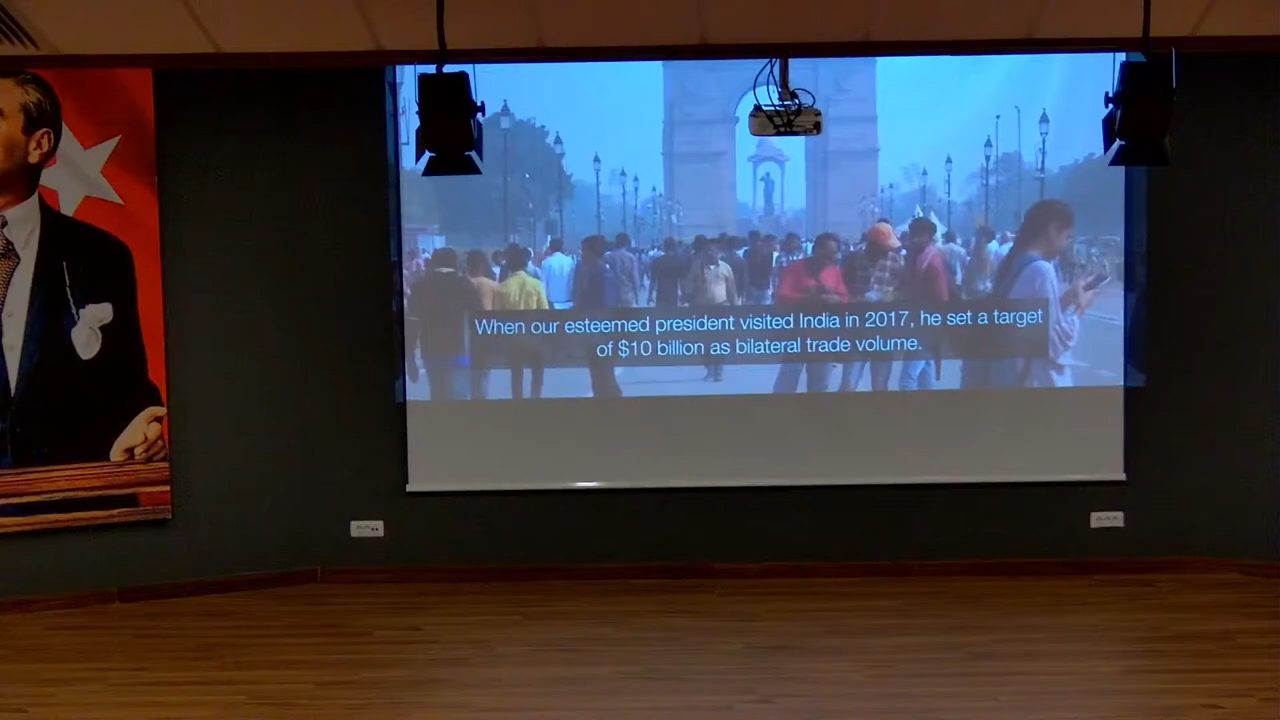 When our esteemed president visited India in 2017, he set a target
of $10 billion as bilateral trade volume.